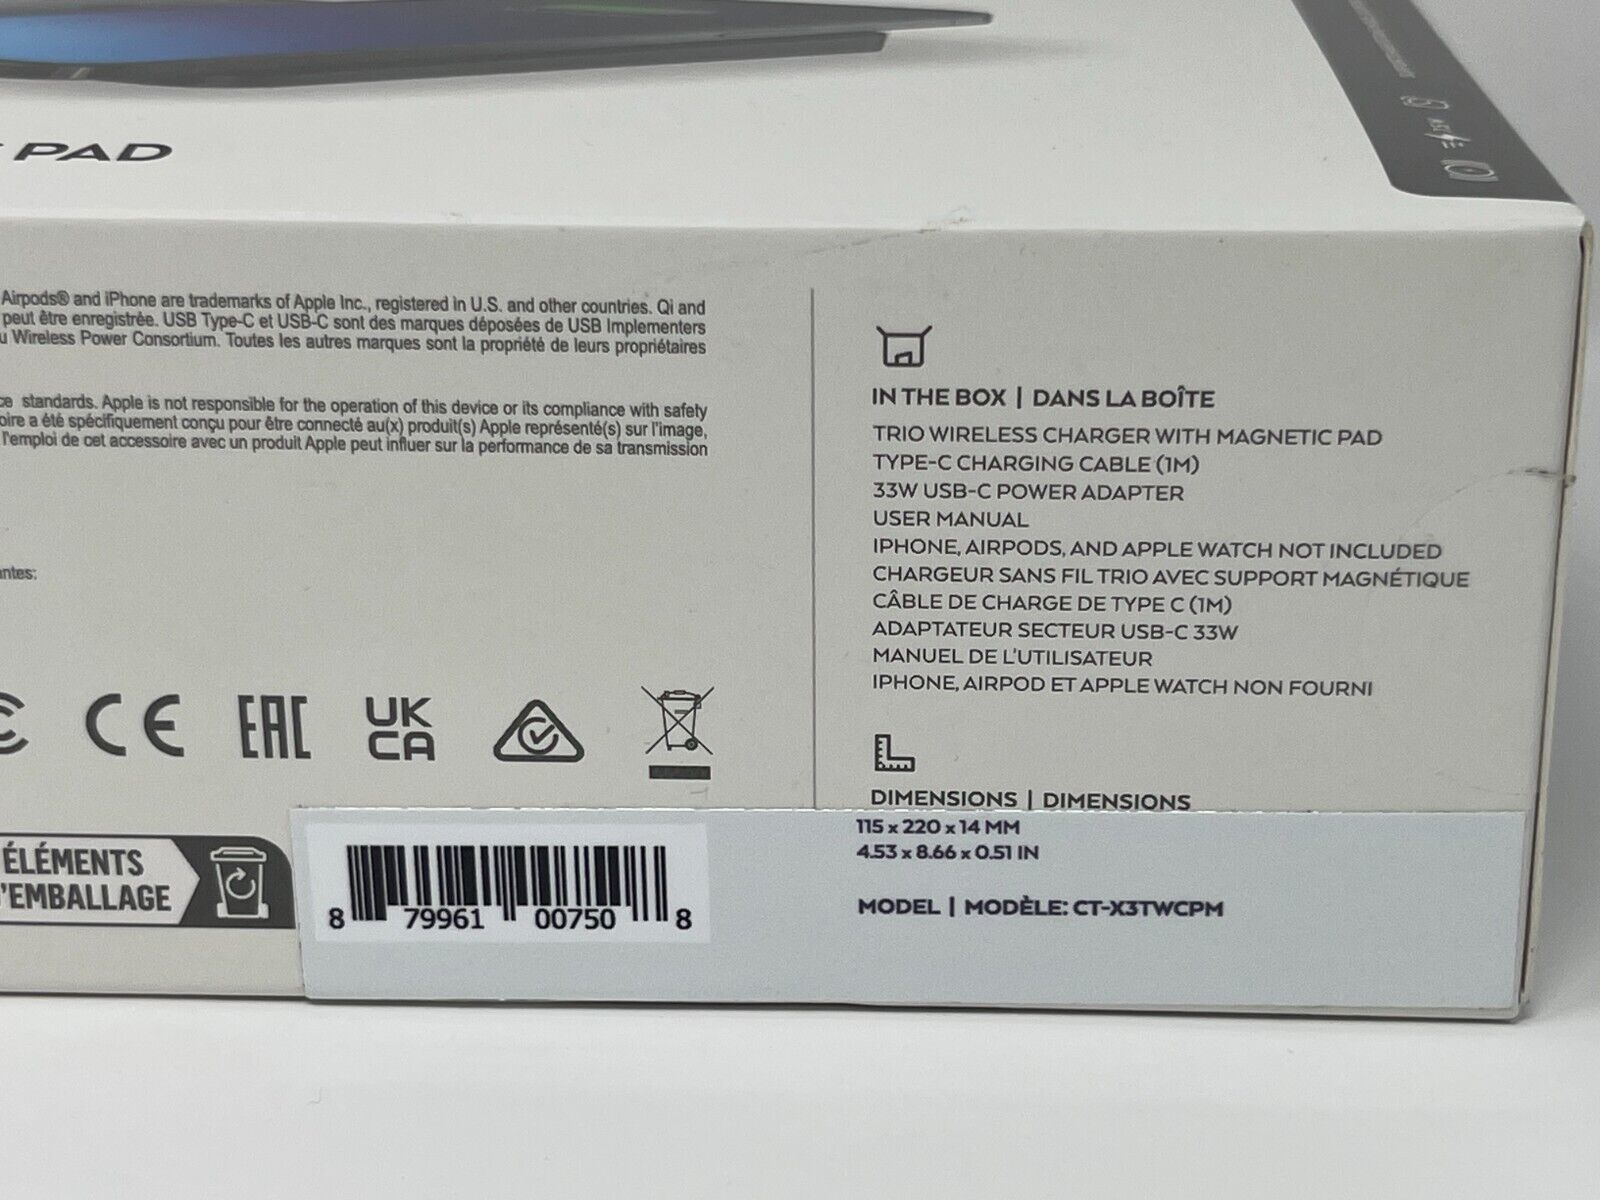 PAD
Airpods® and iPhone are trademarks of Apple Inc., registered in U.S. and other countries. Qi and
peut être enregistrée. USB Type-C et USB-C sont des marques déposées de USB Implementers
u Wireless Power Consortium. Toutes les autres marques sont la propriété de leurs propriétaires
ce standards. Apple is not responsible for the operation of this device or its compliance with safety
oire a été spécifiquement conçu pour être connecté au(x) produit(s) Apple représenté(s) sur l'image,
l'emploi de cet accessoire avec un produit Apple peut influer sur la performance de sa transmission
antes:
CE EAC UK
CA
ÉLÉMENTS
D'EMBALLAGE
8 79961 00750 8
IN THE BOX | DANS LA BOÎTE
TRIO WIRELESS CHARGER WITH MAGNETIC PAD
TYPE-C CHARGING CABLE (1M)
33W USB-C POWER ADAPTER
USER MANUAL
IPHONE, AIRPODS, AND APPLE WATCH NOT INCLUDED
CHARGEUR SANS FIL TRIO AVEC SUPPORT MAGNÉTIQUE
CÂBLE DE CHARGE DE TYPE C (1M)
ADAPTATEUR SECTEUR USB-C 33W
MANUEL DE L'UTILISATEUR
IPHONE, AIRPOD ET APPLE WATCH NON FOURNI
DIMENSIONS | DIMENSIONS
115 x 220 x 14 MM
4.53 x 8.66 x 0.51 IN
MODEL | MODÈLE: CT-X3TWCPM